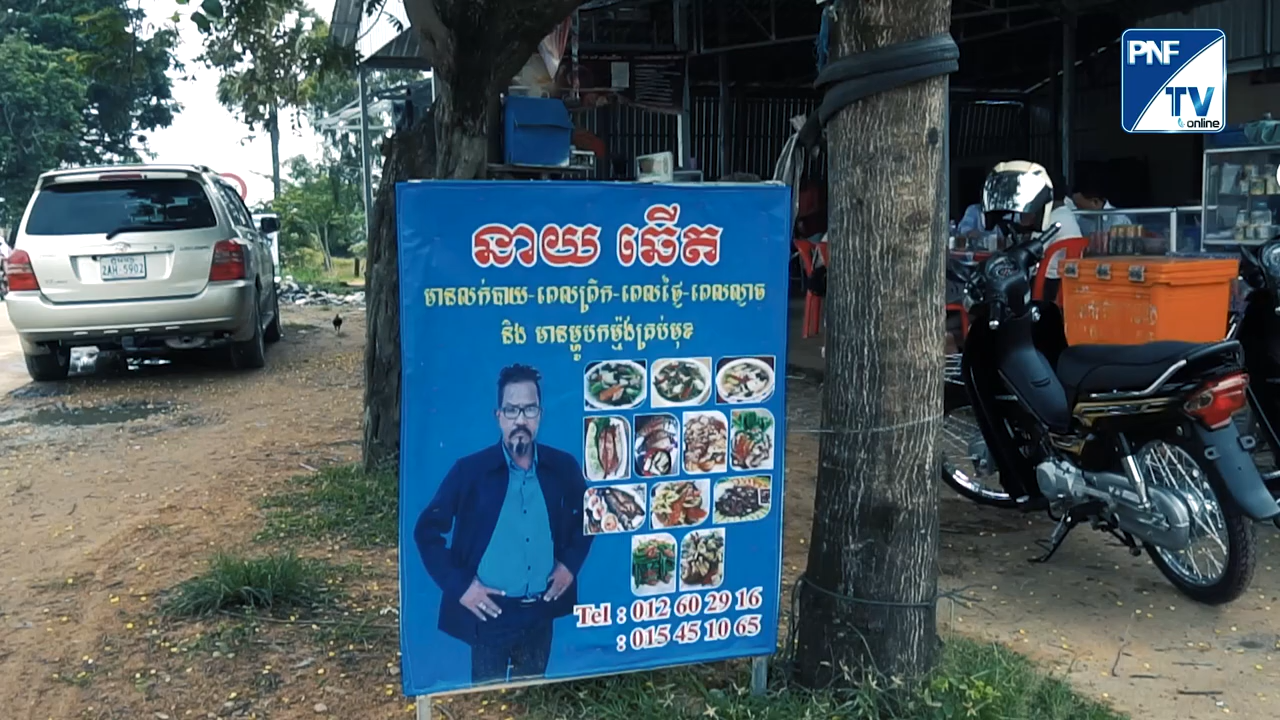 PNF
TV
online
នាយ ឆើត
មានលក់បាយ-ពេលព្រឹក-ពេលថ្ងៃ-ពេលល្ងាច
និង មានម្ហូបកម្ម៉ង់គ្រប់មុខ
Tel : 012 60 29 16
: 015 45 10 65
2AH-5902